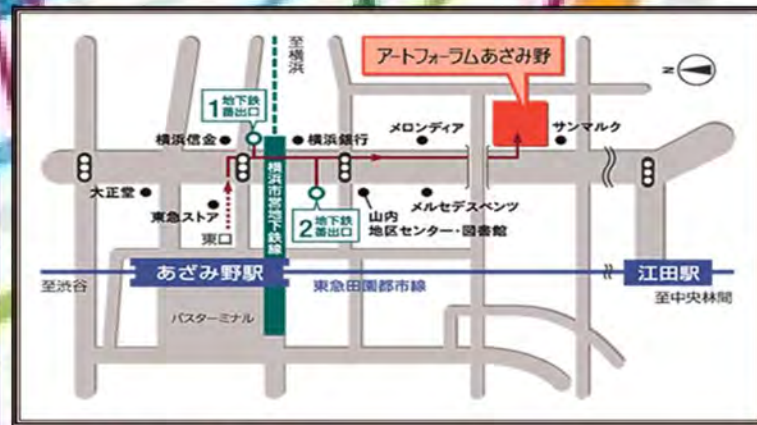 至横浜
アートフォーラムあざみ野
N
1 地下鉄
番出口
横浜信金
横浜銀行
メロンディア
サンマルク
大正堂
東急ストア
東口
横浜市営地下鉄線
2 地下鉄
番出口
山内
地区センター・図書館
メルセデスベンツ
あざみ野駅
江田駅
至渋谷
東急田園都市線
至中央林間
バスターミナル